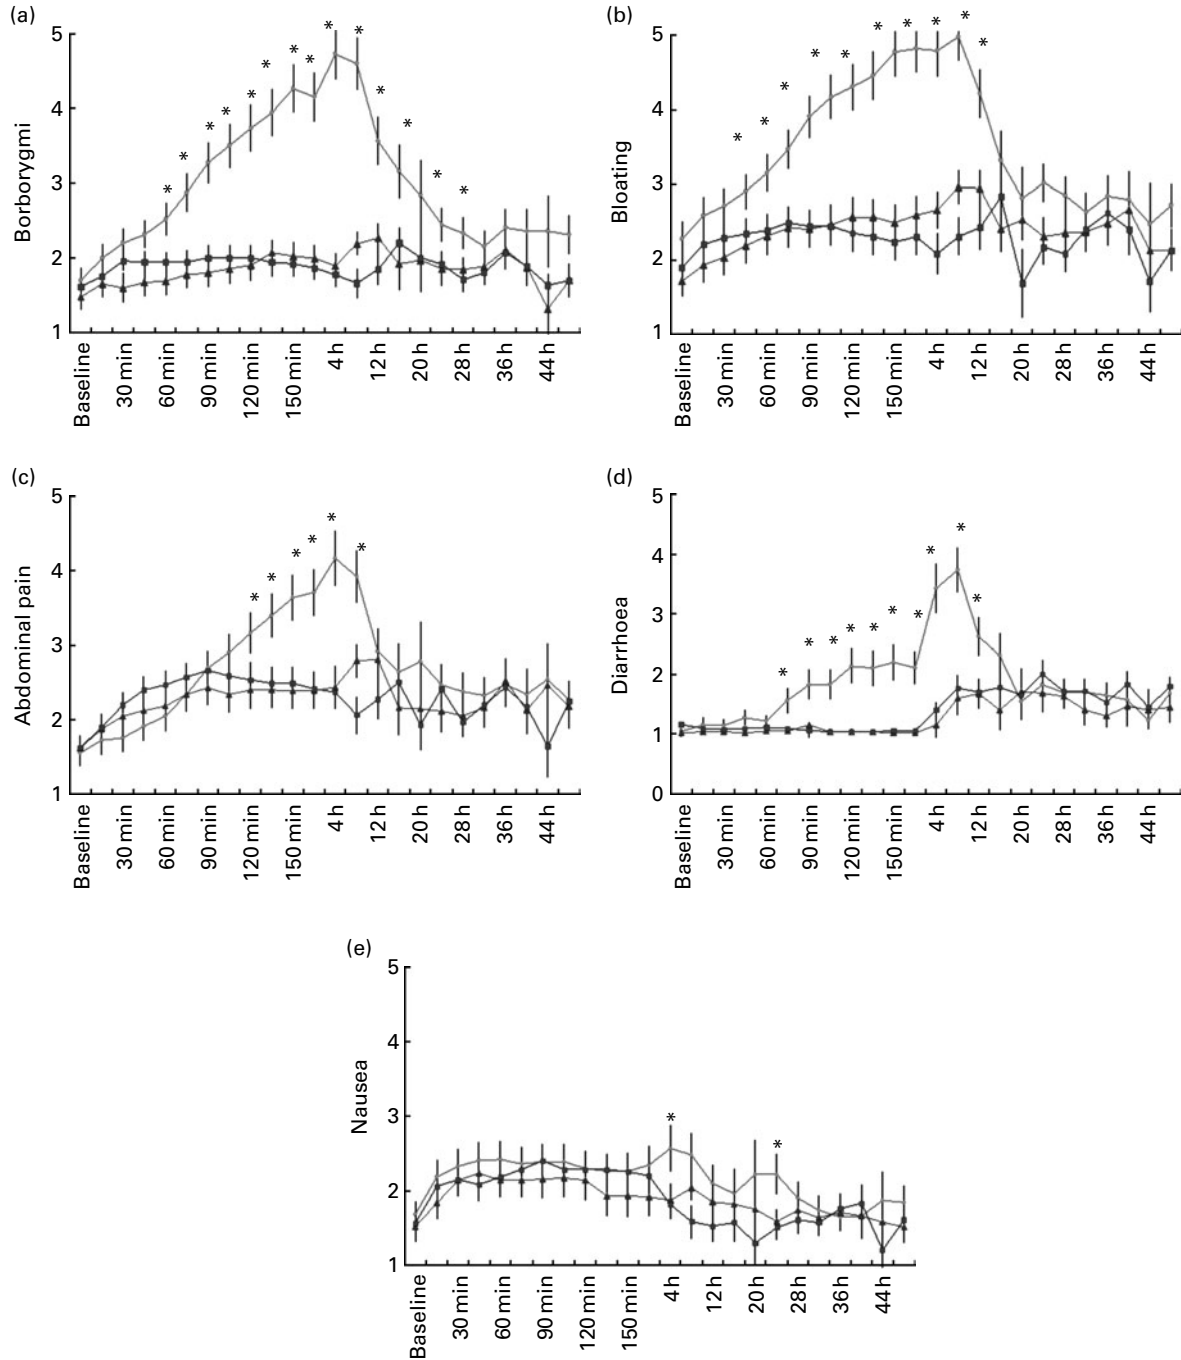 (a)
5
4
3
2
1
Borborygmi
* * * * * * * * * * * * * * *
Baseline
30 min
60 min
90 min
120 min
150 min
4 h
12 h
20 h
28 h
36 h
44 h
(b)
5
4
3
2
1
Bloating
* * * * * * * * * *
Baseline
30 min
60 min
90 min
120 min
150 min
4 h
12 h
20 h
28 h
36 h
44 h
(c)
5
4
3
2
1
Abdominal pain
* * * * * *
Baseline
30 min
60 min
90 min
120 min
150 min
4 h
12 h
20 h
28 h
36 h
44 h
(d)
5
4
3
2
1
0
Diarrhoea
* * * * * * * * * *
Baseline
30 min
60 min
90 min
120 min
150 min
4 h
12 h
20 h
28 h
36 h
44 h
(e)
5
4
3
2
1
Nausea
* *
Baseline
30 min
60 min
90 min
120 min
150 min
4 h
12 h
20 h
28 h
36 h
44 h